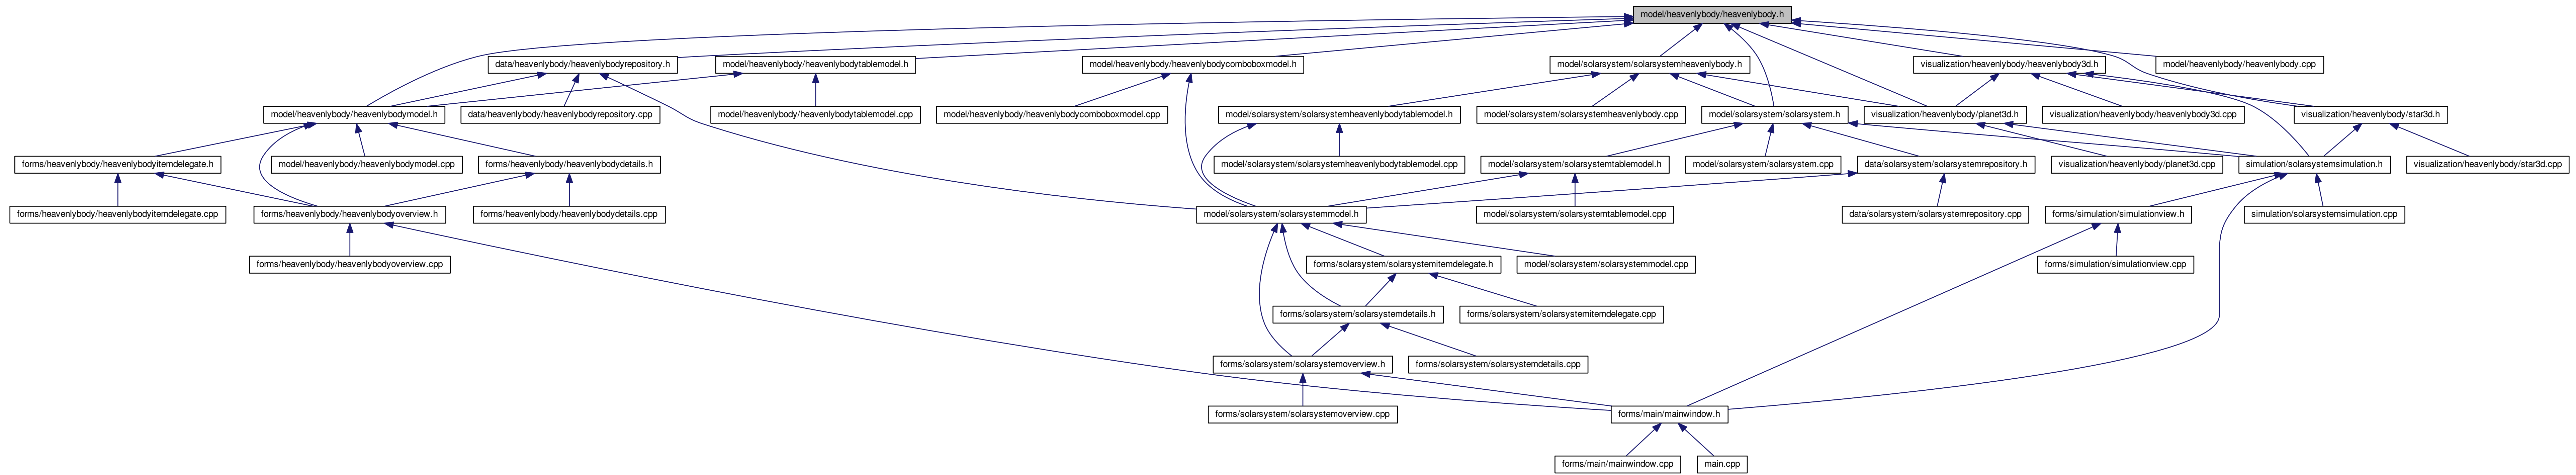 model/heavenlybody/heavenlybody.h
data/heavenlybody/heavenlybodyrepository.h
model/heavenlybody/heavenlybodytablemodel.h
model/heavenlybody/heavenlybodycomboboxmodel.h
model/solarsystem/solarsystemheavenlybody.h
visualization/heavenlybody/heavenlybody3d.h
model/heavenlybody/heavenlybody.cpp
model/heavenlybody/heavenlybodymodel.h
data/heavenlybody/heavenlybodyrepository.cpp
model/heavenlybody/heavenlybodytablemodel.cpp
model/heavenlybody/heavenlybodycomboboxmodel.cpp
model/solarsystem/solarsystemheavenlybodytablemodel.h
model/solarsystem/solarsystemheavenlybody.cpp
model/solarsystem/solarsystem.h
visualization/heavenlybody/planet3d.h
visualization/heavenlybody/heavenlybody3d.cpp
visualization/heavenlybody/star3d.h
forms/heavenlybody/heavenlybodyitemdelegate.h
model/heavenlybody/heavenlybodymodel.cpp
forms/heavenlybody/heavenlybodydetails.h
model/solarsystem/solarsystemheavenlybodytablemodel.cpp
model/solarsystem/solarsystemtablemodel.h
model/solarsystem/solarsystem.cpp
data/solarsystem/solarsystemrepository.h
visualization/heavenlybody/planet3d.cpp
simulation/solarsystemsimulation.h
visualization/heavenlybody/star3d.cpp
forms/heavenlybody/heavenlybodyitemdelegate.cpp
forms/heavenlybody/heavenlybodyoverview.h
forms/heavenlybody/heavenlybodydetails.cpp
model/solarsystem/solarsystemmodel.h
model/solarsystem/solarsystemtablemodel.cpp
data/solarsystem/solarsystemrepository.cpp
forms/simulation/simulationview.h
simulation/solarsystemsimulation.cpp
forms/heavenlybody/heavenlybodyoverview.cpp
forms/solarsystem/solarsystemitemdelegate.h
model/solarsystem/solarsystemmodel.cpp
forms/simulation/simulationview.cpp
forms/solarsystem/solarsystemdetails.h
forms/solarsystem/solarsystemitemdelegate.cpp
forms/solarsystem/solarsystemoverview.h
forms/solarsystem/solarsystemdetails.cpp
forms/solarsystem/solarsystemoverview.cpp
forms/main/mainwindow.h
forms/main/mainwindow.cpp
main.cpp